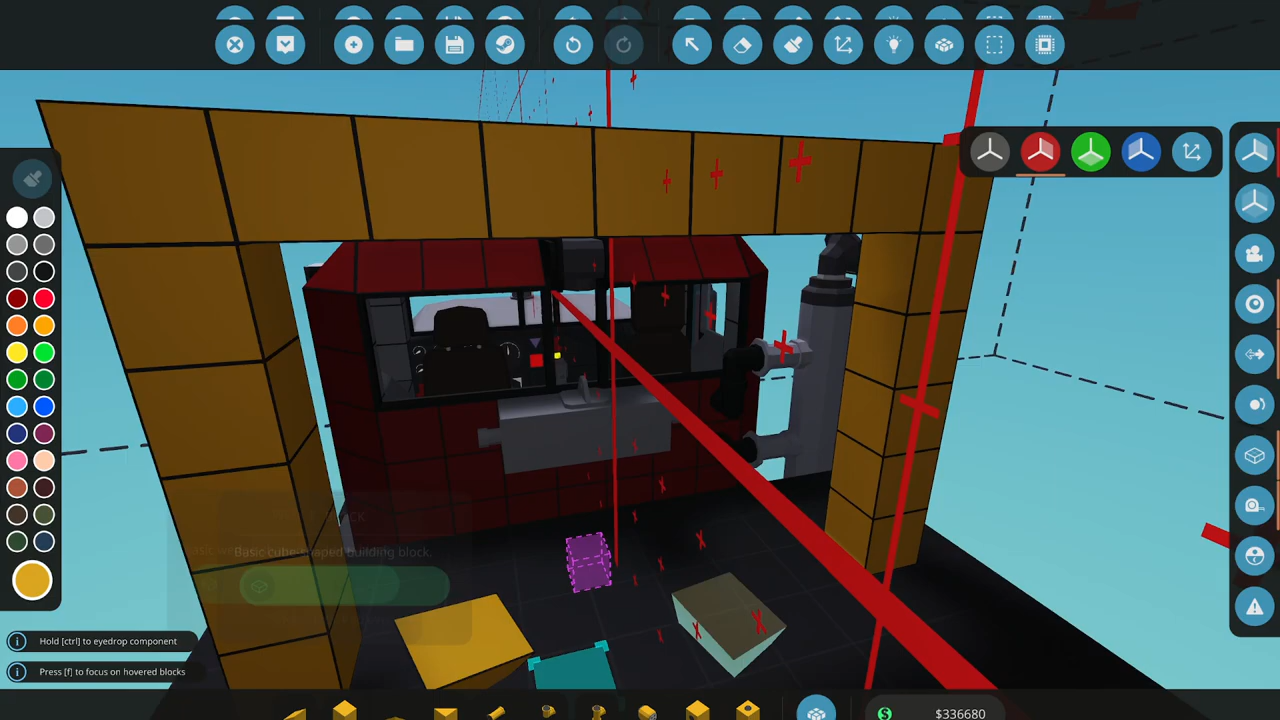 Basic cube-shaped building block.
Hold [ctrl] to eyedrop component
Press [f] to focus on hovered blocks
$336680